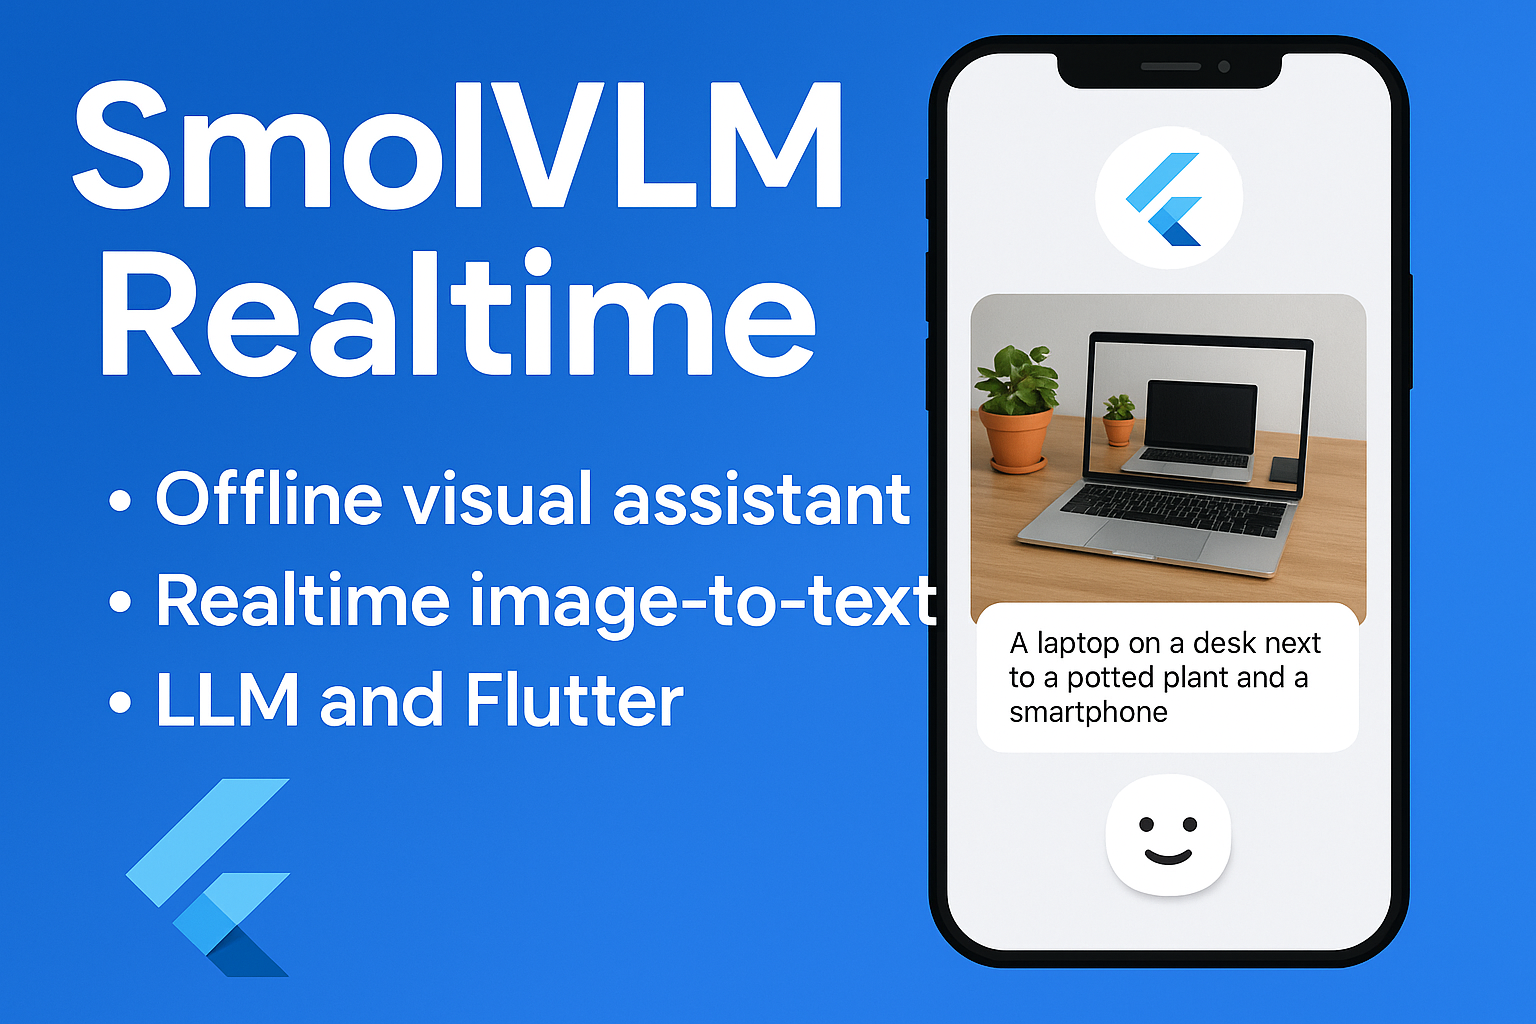 SmolVLM
Realtime
• Offline visual assistant
• Realtime image-to-text
• LLM and Flutter
A laptop on a desk next
to a potted plant and a
smartphone